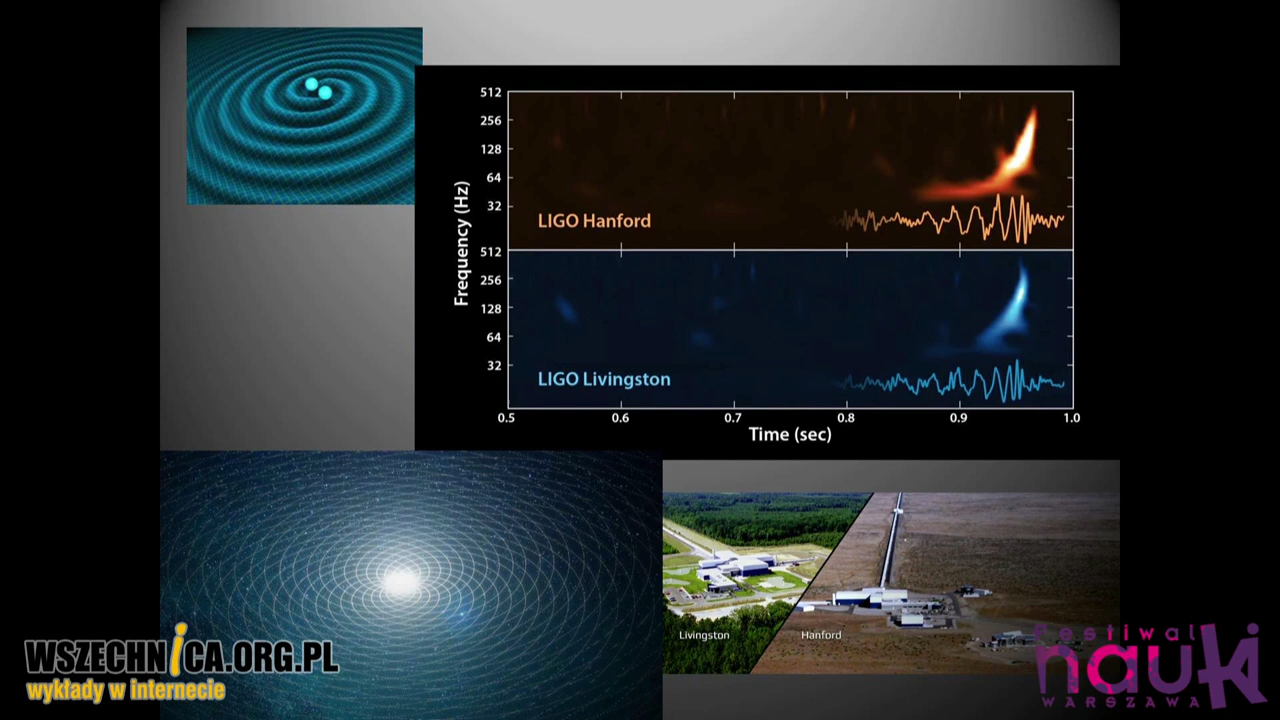 512
256
128
64
32
LIGO Hanford
512
256
128
64
32
LIGO Livingston
Frequency (Hz)
0.5 0.6 0.7 0.8 0.9 1.0
Time (sec)
Livingston
Hanford
WSZECHNiCA.ORG.PL
wykłady w internecie
festiwal
nauki
WARSZAWA